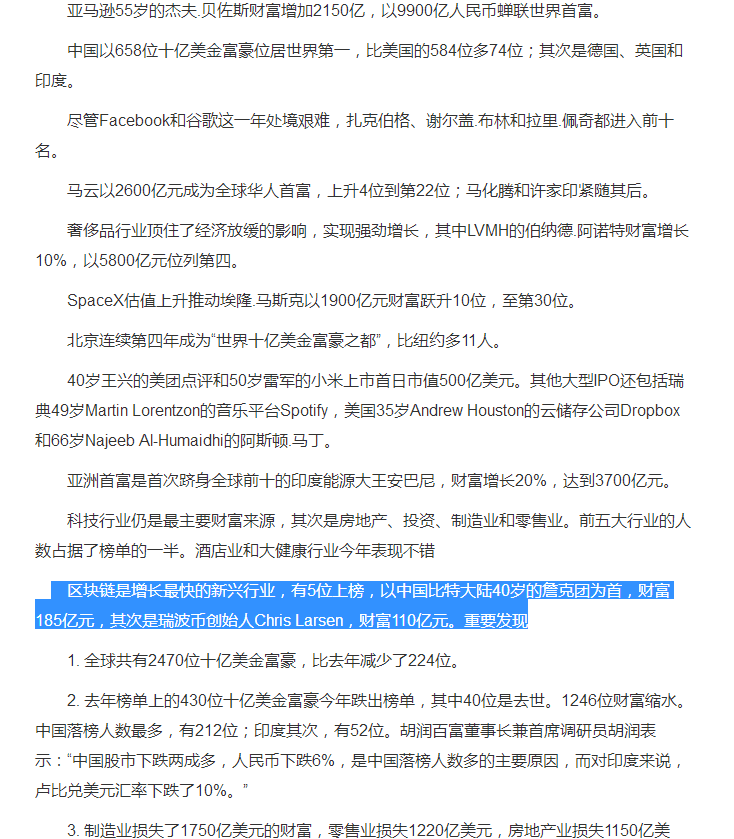 亚马逊55岁的杰夫.贝佐斯财富增加2150亿，以9900亿人民币蝉联世界首富。
中国以658位十亿美金富豪位居世界第一，比美国的584位多74位；其次是德国、英国和
印度。
尽管Facebook和谷歌这一年处境艰难，扎克伯格、谢尔盖.布林和拉里.佩奇都进入前十
名。
马云以2600亿元成为全球华人首富，上升4位到第22位；马化腾和许家印紧随其后。
奢侈品行业顶住了经济放缓的影响，实现强劲增长，其中LVMH的伯纳德.阿诺特财富增长
10%，以5800亿元位列第四。
SpaceX估值上升推动埃隆.马斯克以1900亿元财富跃升10位，至第30位。
北京连续第四年成为“世界十亿美金富豪之都”，比纽约多11人。
40岁王兴的美团点评和50岁雷军的小米上市首日市值500亿美元。其他大型IPO还包括瑞
典49岁Martin Lorentzon的音乐平台Spotify，美国35岁Andrew Houston的云储存公司Dropbox
和66岁Najeeb Al-Humaidhi的阿斯顿.马丁。
亚洲首富是首次跻身全球前十的印度能源大王安巴尼，财富增长20%，达到3700亿元。
科技行业仍是最主要财富来源，其次是房地产、投资、制造业和零售业。前五大行业的人
数占据了榜单的一半。酒店业和大健康行业今年表现不错
区块链是增长最快的新兴行业，有5位上榜，以中国比特大陆40岁的詹克团为首，财富
185亿元，其次是瑞波币创始人Chris Larsen，财富110亿元。重要发现
1. 全球共有2470位十亿美金富豪，比去年减少了224位。
2. 去年榜单上的430位十亿美金富豪今年跌出榜单，其中40位是去世。1246位财富缩水。
中国落榜人数最多，有212位；印度其次，有52位。胡润百富董事长兼首席调研员胡润表
示：“中国股市下跌两成多，人民币下跌6%，是中国落榜人数多的主要原因，而对印度来说，
卢比兑美元汇率下跌了10%。”
3. 制造业损失了1750亿美元的财富，零售业损失1220亿美元，房地产业损失1150亿美